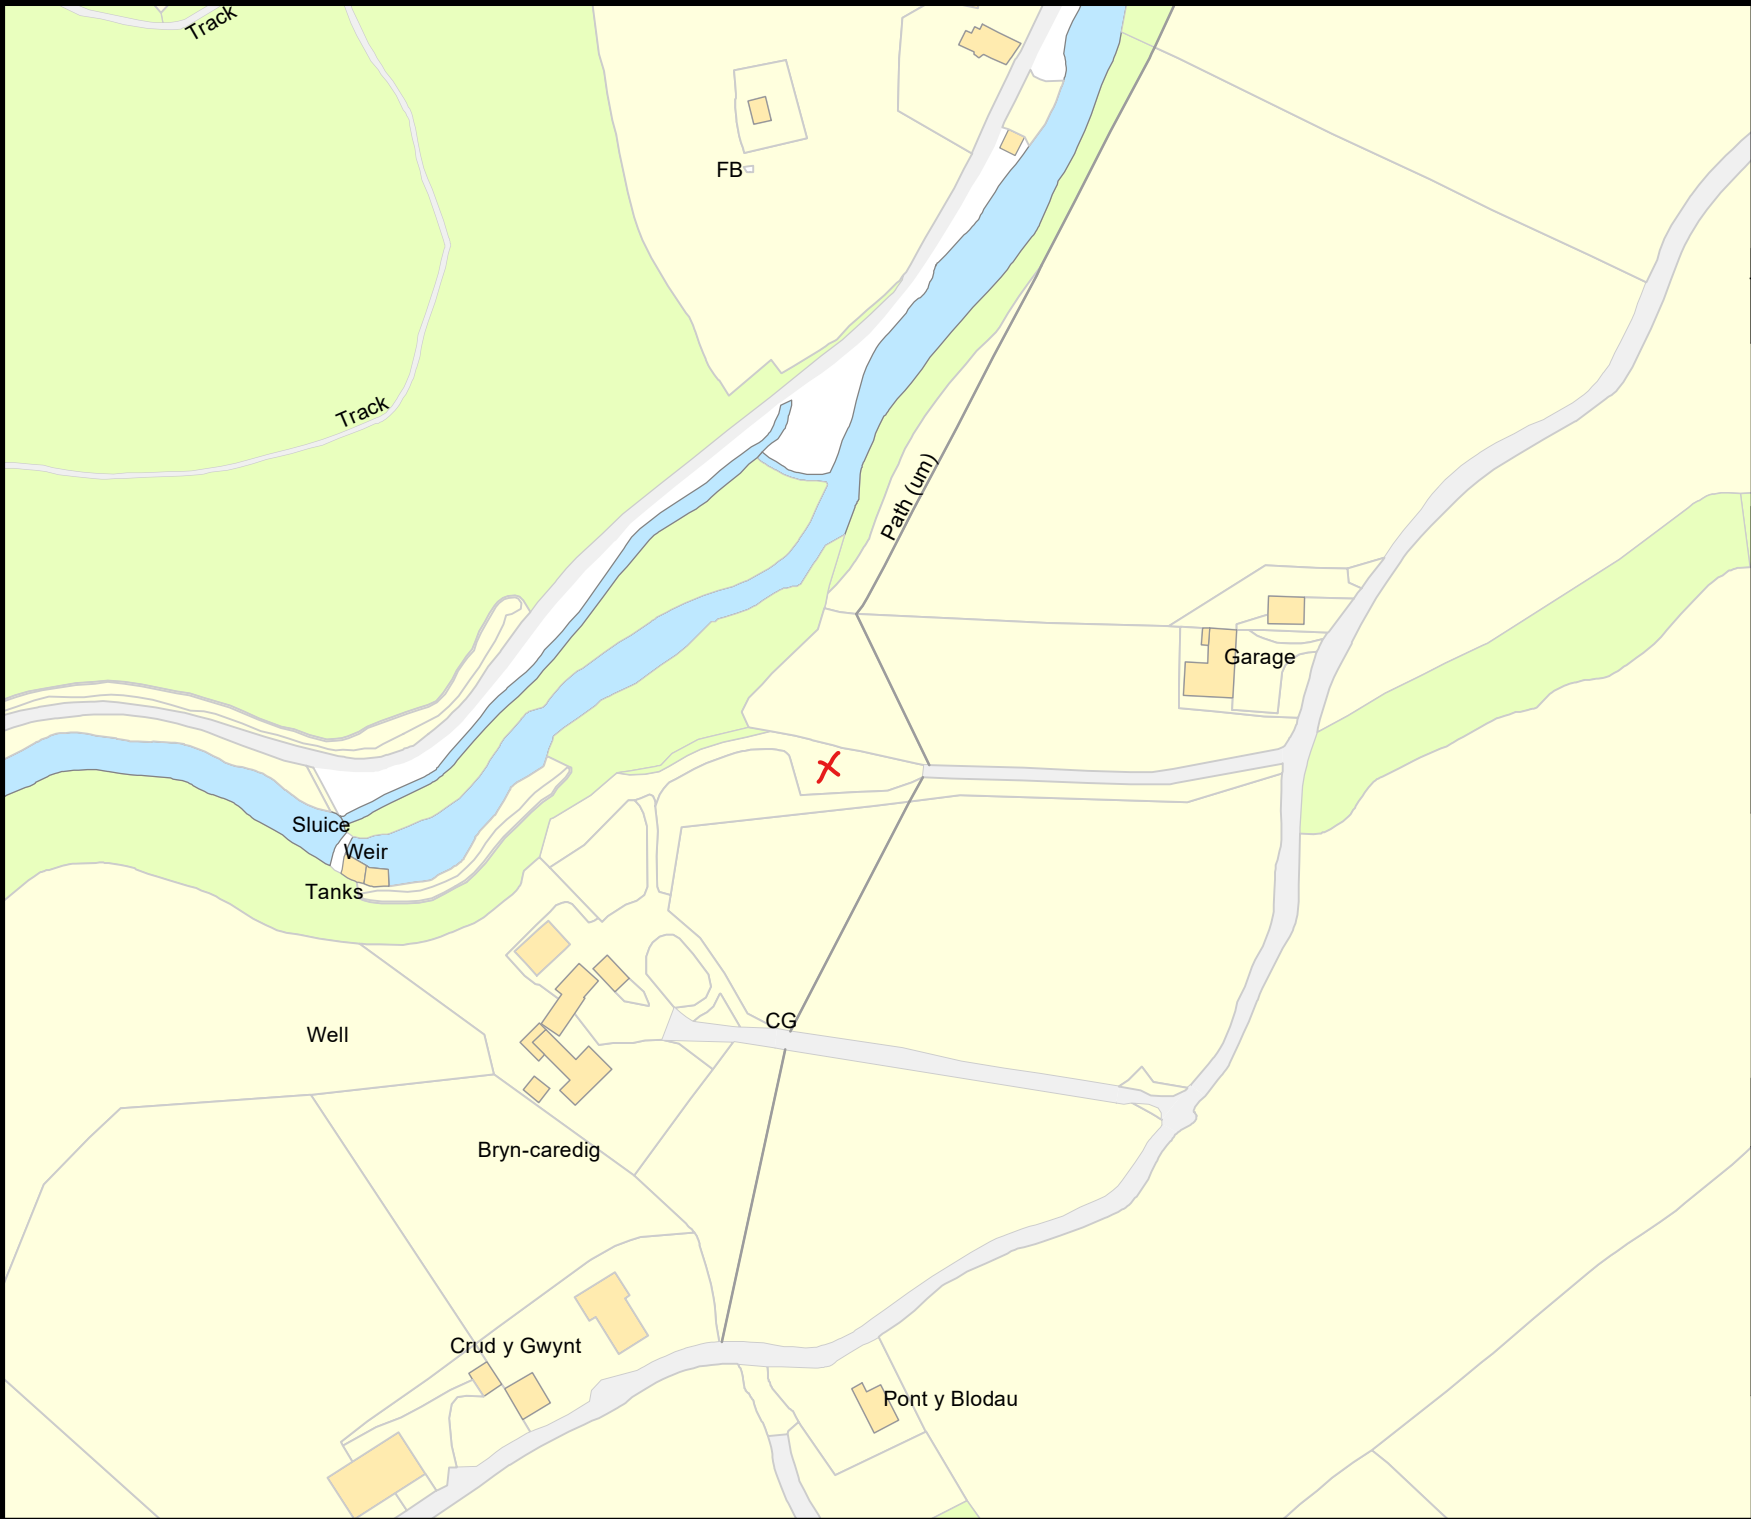 Track
FB
Track
Path (um)
Garage
Sluice
Weir
Tanks
CG
Well
Bryn-caredig
Crud y Gwynt
Pont y Blodau